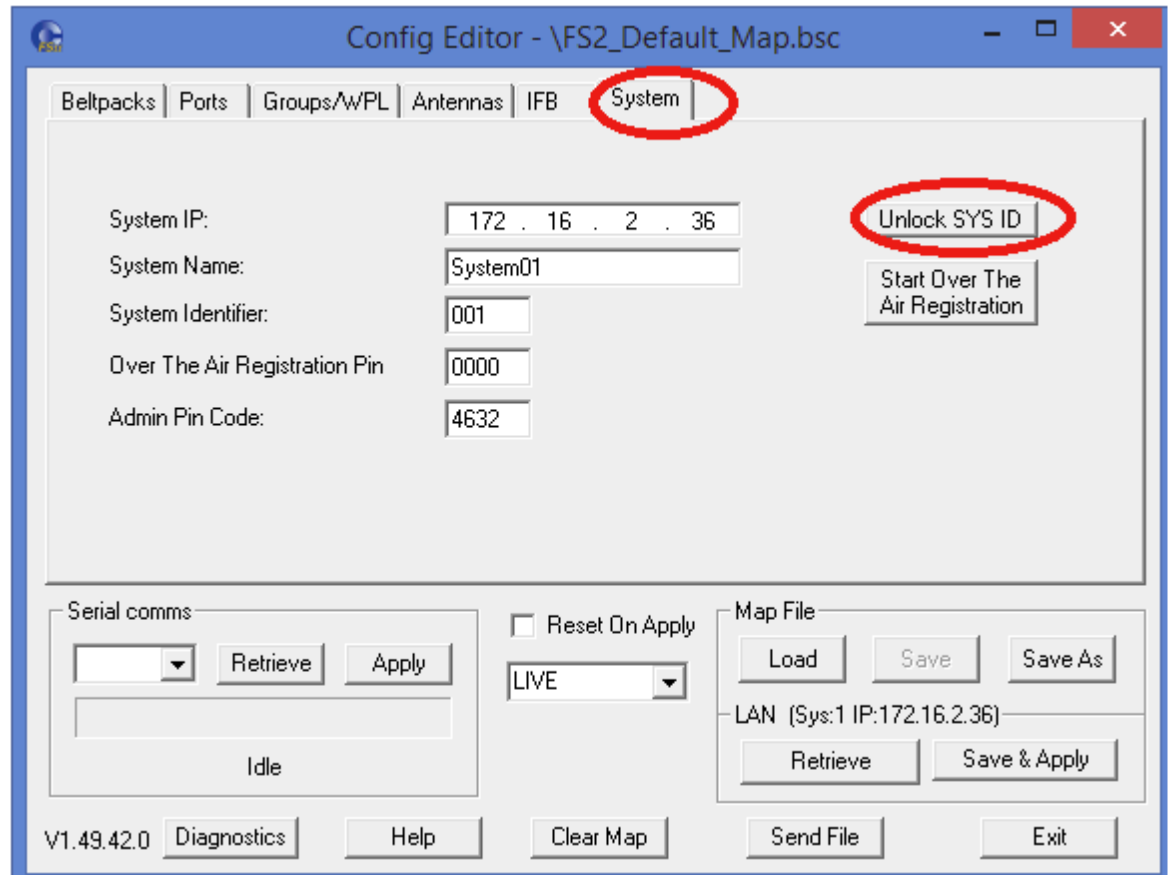 Config Editor - \FS2_Default_Map.bsc
Beltpacks Ports Groups/WPL Antennas IFB System
System IP: 172 . 16 . 2 . 36 Unlock SYS ID
System Name: System01
System Identifier: 001
Start Over The
Air Registration
Over The Air Registration Pin 0000
Admin Pin Code: 4632
Serial comms
Retrieve Apply
Idle
Reset On Apply
LIVE
Map File
Load Save Save As
LAN (Sys:1 IP:172.16.2.36)
Retrieve Save & Apply
V1.49.42.0 Diagnostics Help Clear Map Send File Exit